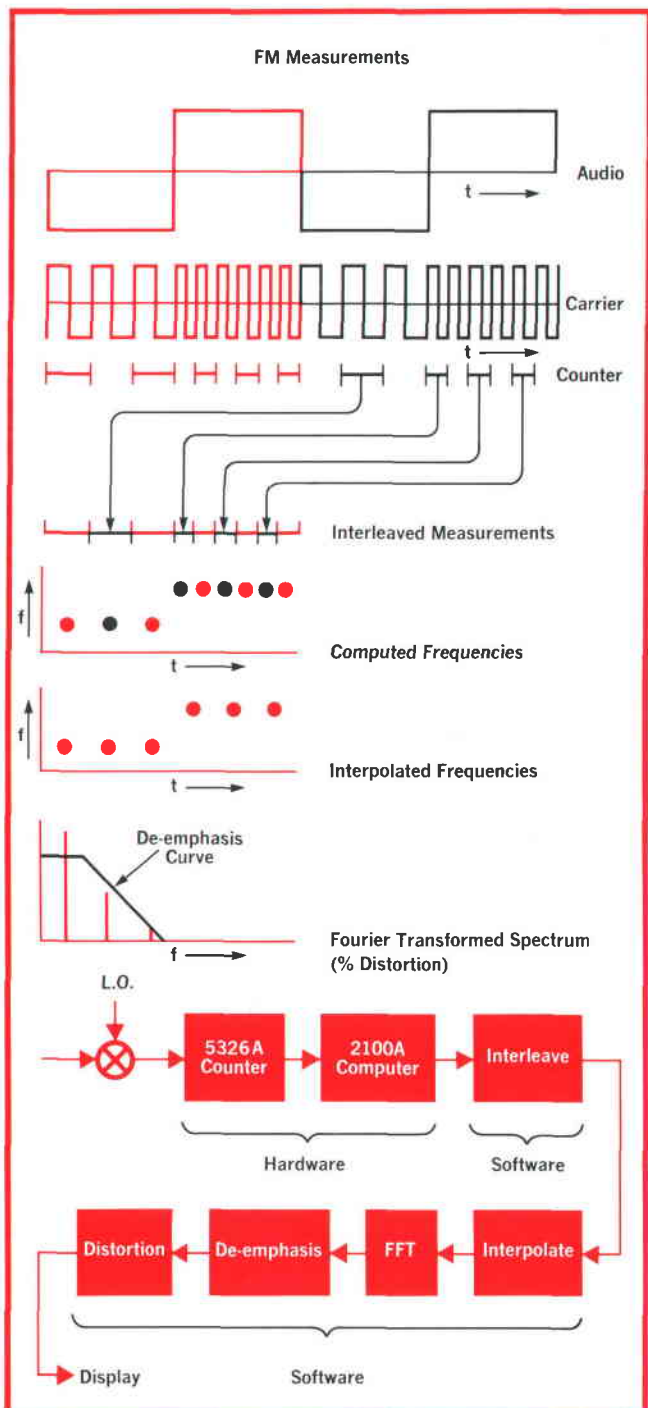 FM Measurements
Audio
t
Carrier
t
Counter
Interleaved Measurements
f
Computed Frequencies
t
f
Interpolated Frequencies
t
De-emphasis
Curve
f
Fourier Transformed Spectrum
(% Distortion)
L.O.
5326A
Counter
2100A
Computer
Interleave
Hardware
Software
Distortion
De-emphasis
FFT
Interpolate
Display
Software